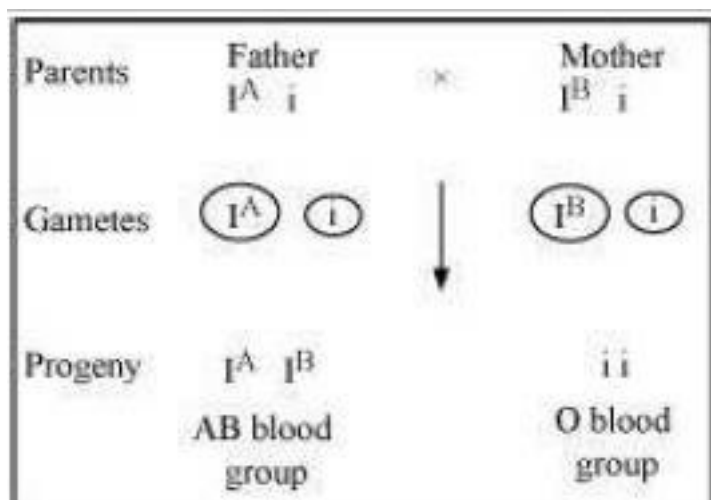 Father Mother
Parents × 
I^A i I^B i
Gametes I^A i I^B i
Progeny I^A I^B i i
AB blood O blood
group group